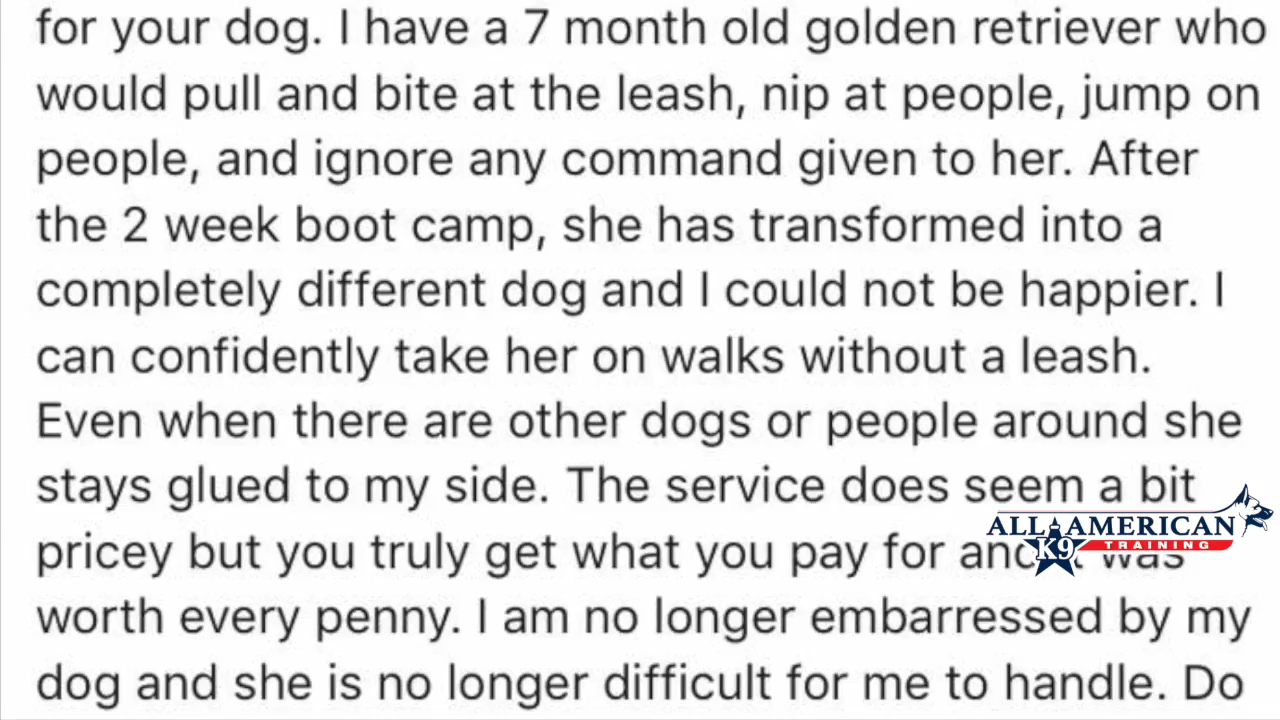 for your dog. I have a 7 month old golden retriever who
would pull and bite at the leash, nip at people, jump on
people, and ignore any command given to her. After
the 2 week boot camp, she has transformed into a
completely different dog and I could not be happier. I
can confidently take her on walks without a leash.
Even when there are other dogs or people around she
stays glued to my side. The service does seem a bit
pricey but you truly get what you pay for and was
worth every penny. I am no longer embarressed by my
dog and she is no longer difficult for me to handle. Do
ALL AMERICAN
K9 TRAINING